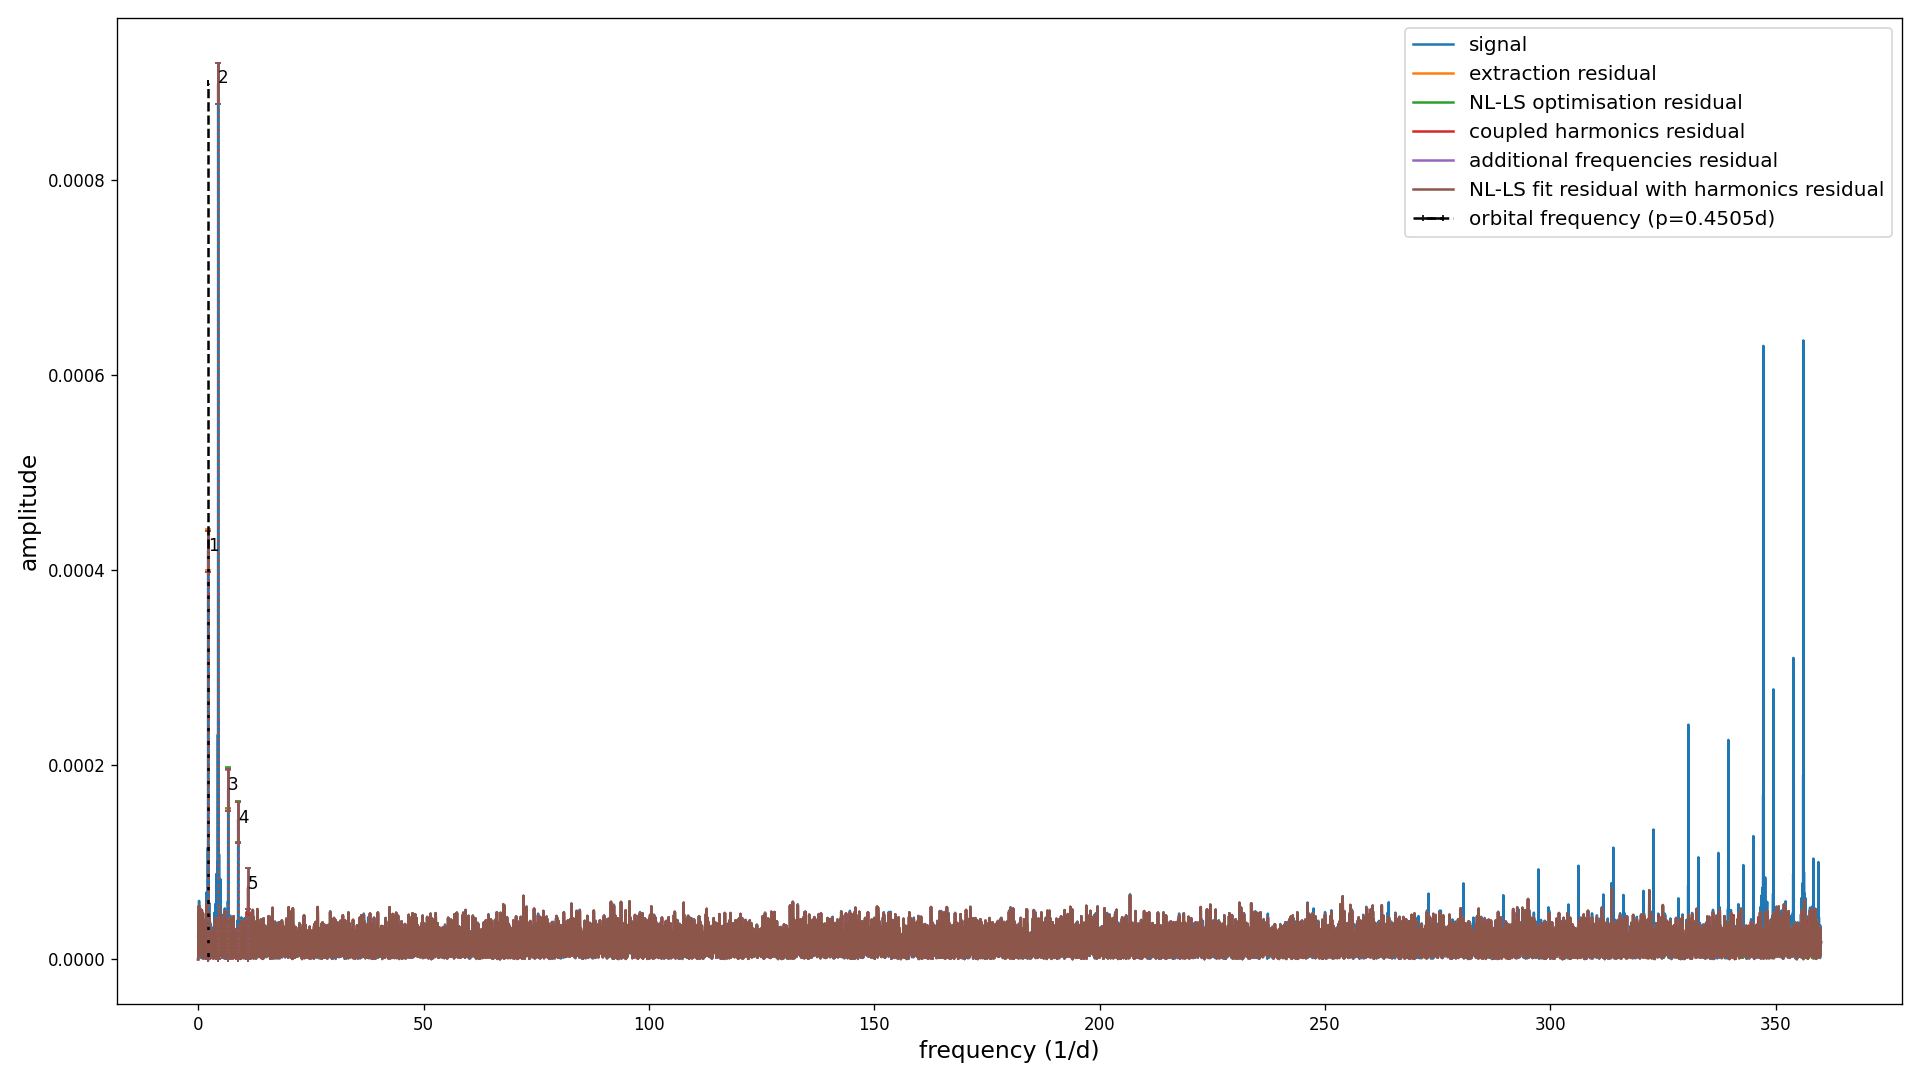 signal
extraction residual
NL-LS optimisation residual
coupled harmonics residual
additional frequencies residual
NL-LS fit residual with harmonics residual
orbital frequency (p=0.4505d)
2
1
3
4
5
0.0008
0.0006
0.0004
0.0002
0.0000
amplitude
0 50 100 150 200 250 300 350
frequency (1/d)